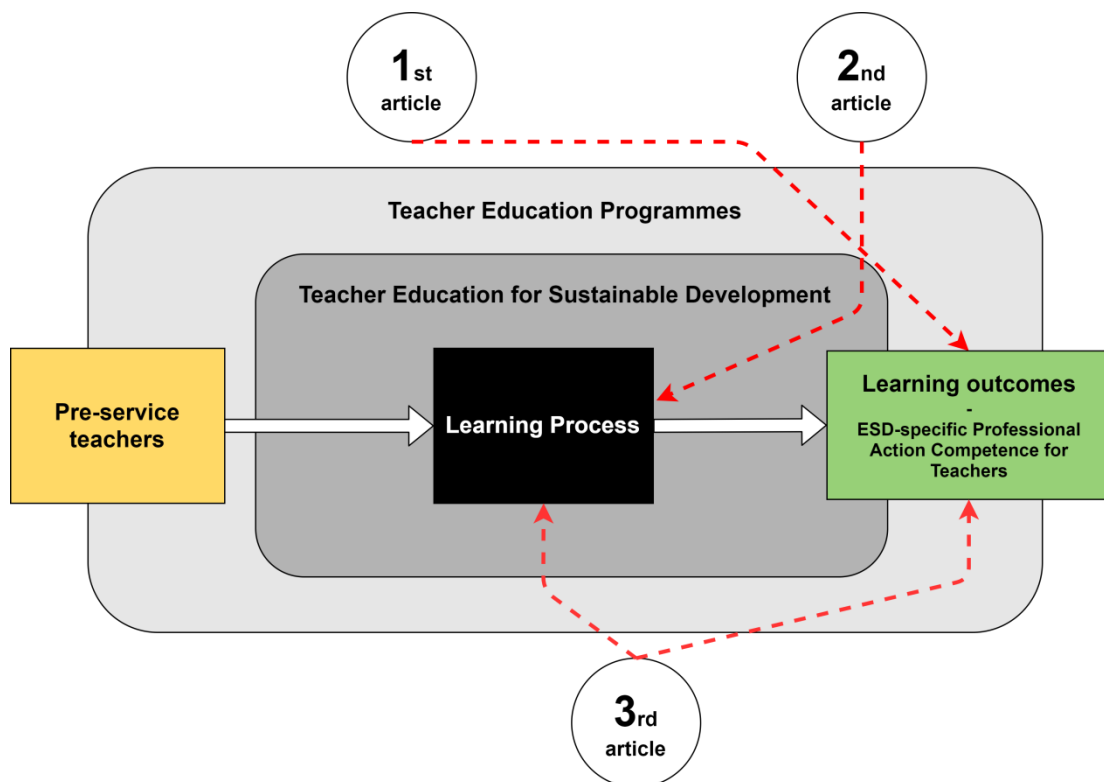 1st
article
2nd
article
Teacher Education Programmes
Teacher Education for Sustainable Development
Pre-service
teachers
Learning Process
Learning outcomes
-
ESD-specific Professional
Action Competence for
Teachers
3rd
article